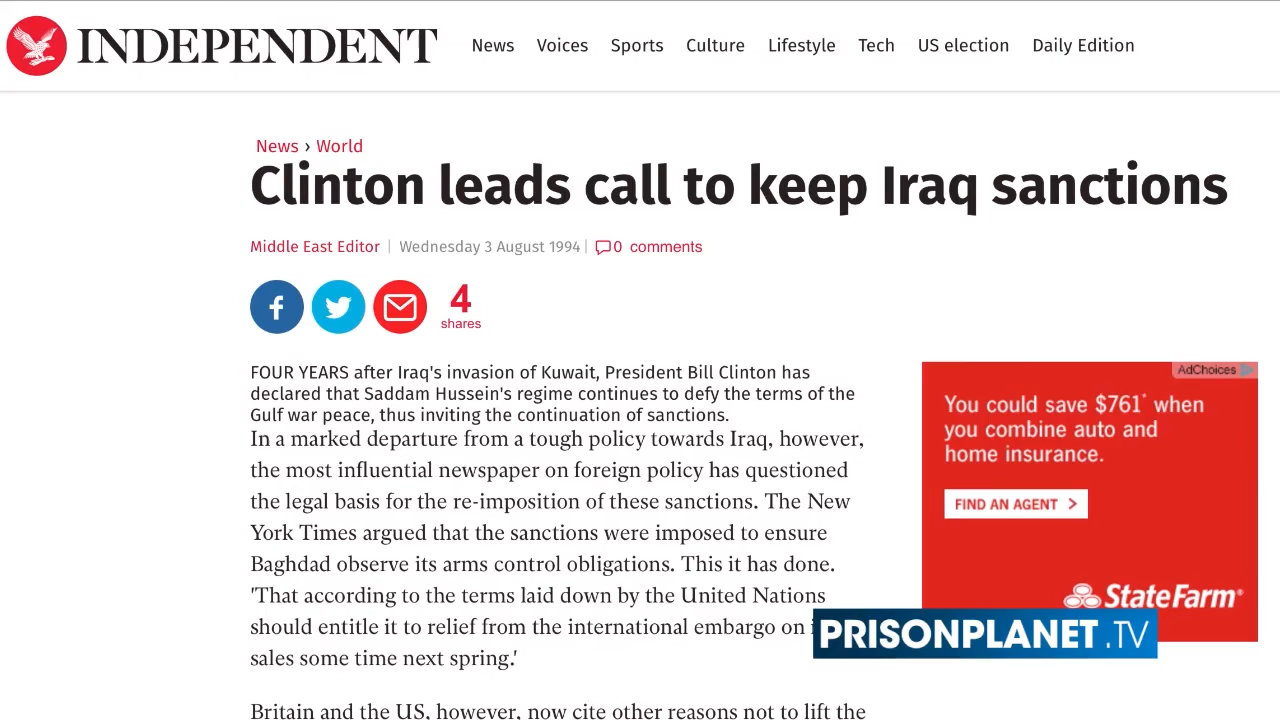 INDEPENDENT News Voices Sports Culture Lifestyle Tech US election Daily Edition
News › World
Clinton leads call to keep Iraq sanctions
Middle East Editor | Wednesday 3 August 1994 | 0 comments
4
shares
FOUR YEARS after Iraq's invasion of Kuwait, President Bill Clinton has
declared that Saddam Hussein's regime continues to defy the terms of the
Gulf war peace, thus inviting the continuation of sanctions.
In a marked departure from a tough policy towards Iraq, however,
the most influential newspaper on foreign policy has questioned
the legal basis for the re-imposition of these sanctions. The New
York Times argued that the sanctions were imposed to ensure
Baghdad observe its arms control obligations. This it has done.
'That according to the terms laid down by the United Nations
should entitle it to relief from the international embargo on
sales some time next spring.'
Britain and the US, however, now cite other reasons not to lift the
AdChoices
You could save $761* when
you combine auto and
home insurance.
FIND AN AGENT >
StateFarm®
PRISONPLANET.TV